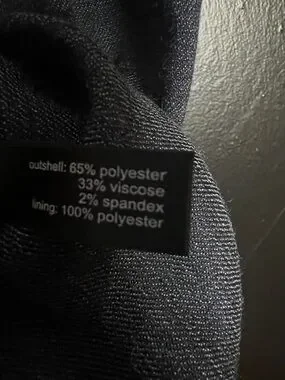 outshell: 65% polyester
33% viscose
2% spandex
lining: 100% polyester